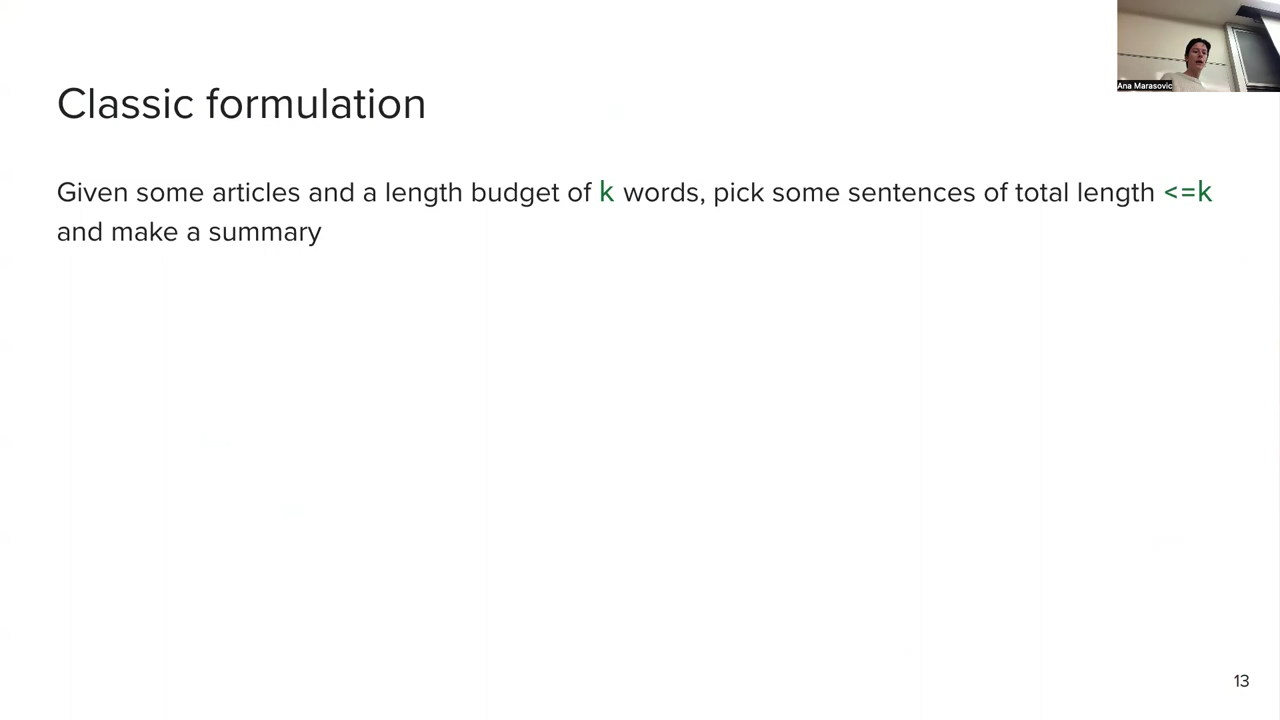 Ana Marasovic
Classic formulation
Given some articles and a length budget of k words, pick some sentences of total length <=k
and make a summary
13